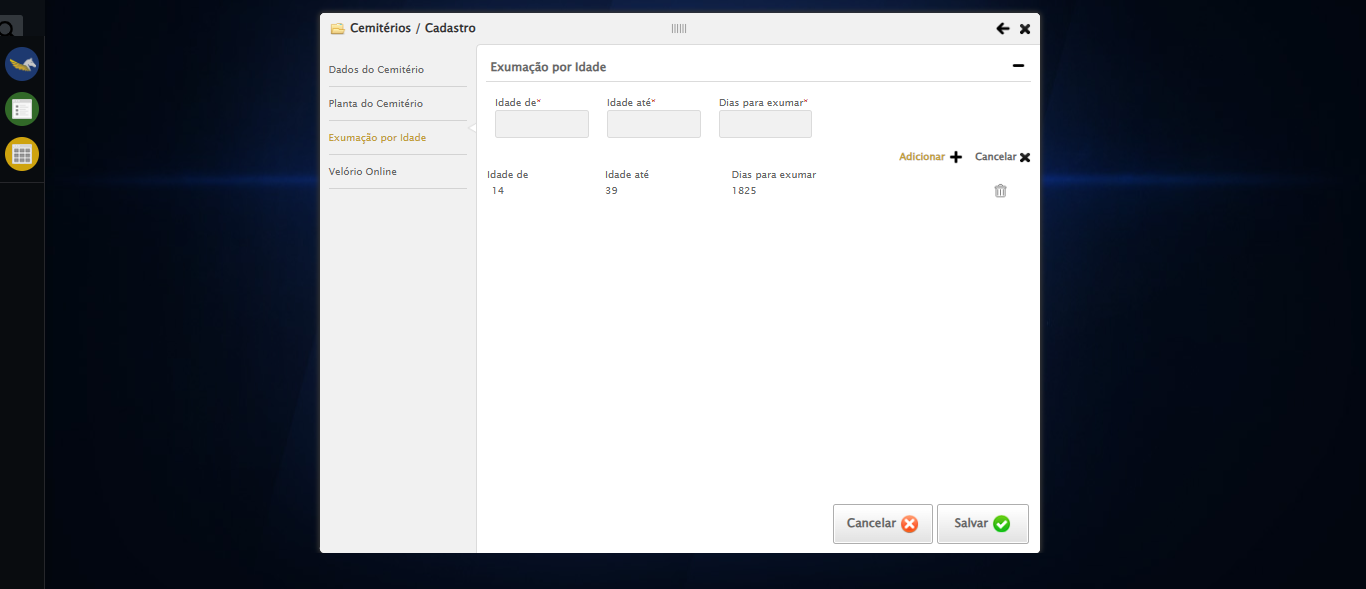 Cemitérios / Cadastro
Dados do Cemitério
Planta do Cemitério
Exumação por Idade
Velório Online
Exumação por Idade
Idade de* Idade até* Dias para exumar*
Adicionar Cancelar
Idade de Idade até Dias para exumar
14 39 1825
Cancelar Salvar